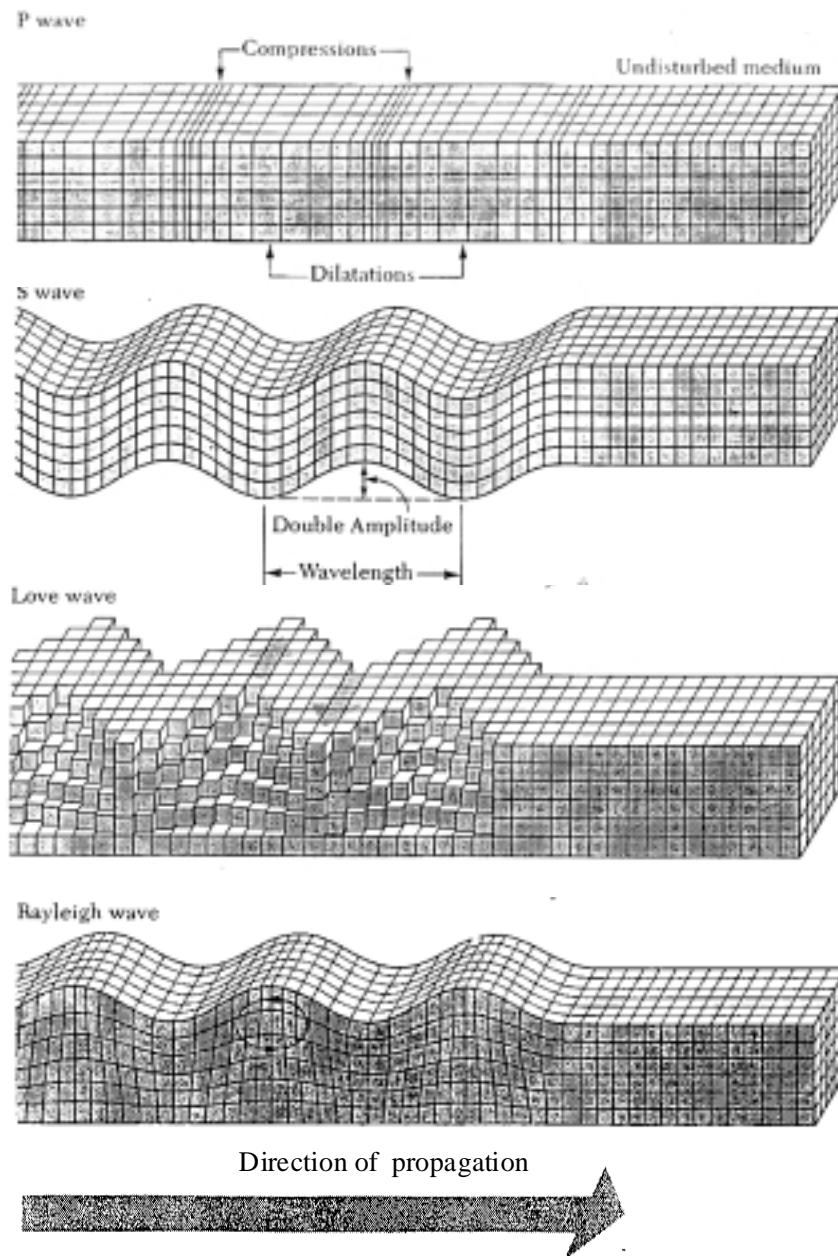 P wave
Compressions
Undisturbed medium
Dilatations
S wave
Double Amplitude
Wavelength
Love wave
Rayleigh wave
Direction of propagation